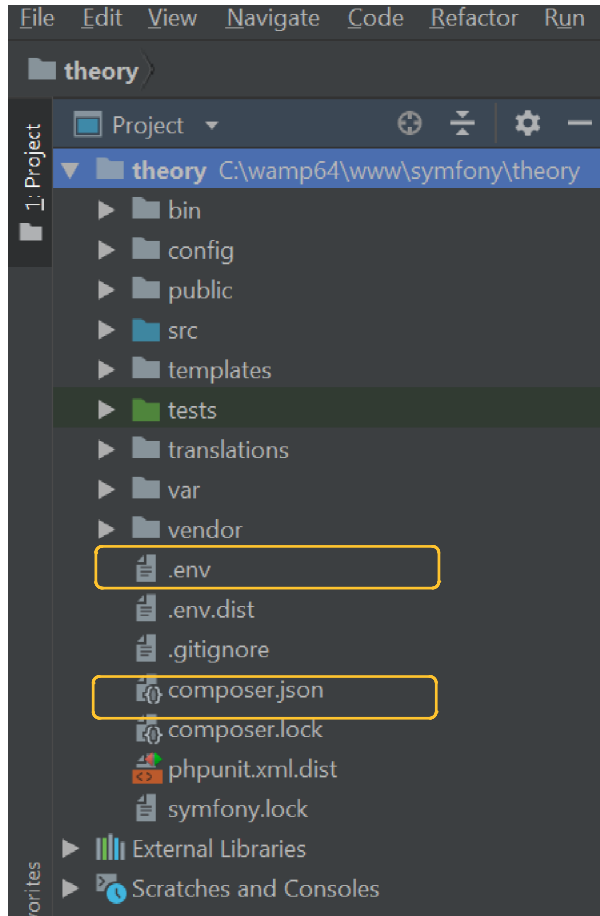 File Edit View Navigate Code Refactor Run
theory
Project
1: Project
theory C:\wamp64\www\symfony\theory
bin
config
public
src
templates
tests
translations
var
vendor
.env
.env.dist
.gitignore
composer.json
composer.lock
phpunit.xml.dist
symfony.lock
External Libraries
Scratches and Consoles